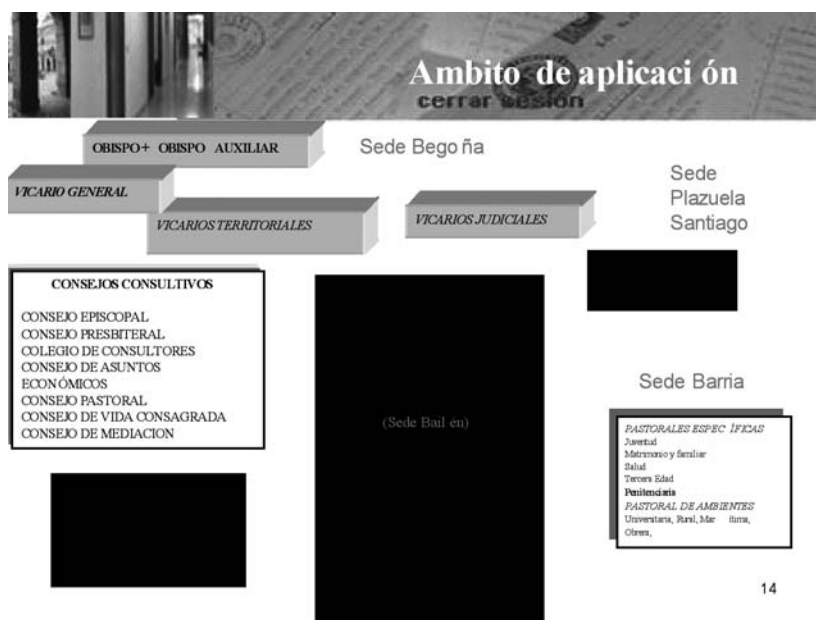 Ambito de aplicaci ón
cerrar sesión
OBISPO+ OBISPO AUXILIAR
Sede Bego ña
VICARIO GENERAL
Sede
Plazuela
Santiago
VICARIOS TERRITORIALES
VICARIOS JUDICIALES
CONSEJOS CONSULTIVOS
CONSEJO EPISCOPAL
CONSEJO PRESBITERAL
COLEGIO DE CONSULTORES
CONSEJO DE ASUNTOS
ECONÓMICOS
CONSEJO PASTORAL
CONSEJO DE VIDA CONSAGRADA
CONSEJO DE MEDIACION
(Sede Bail én)
Sede Barria
PASTORALES ESPEC ÍFICAS
Juventud
Matrimonio y familiar
Salud
Tercera Edad
Penitenciaria
PASTORAL DE AMBIENTES
Universitaria, Rural, Mar ítima,
Obrera,
14